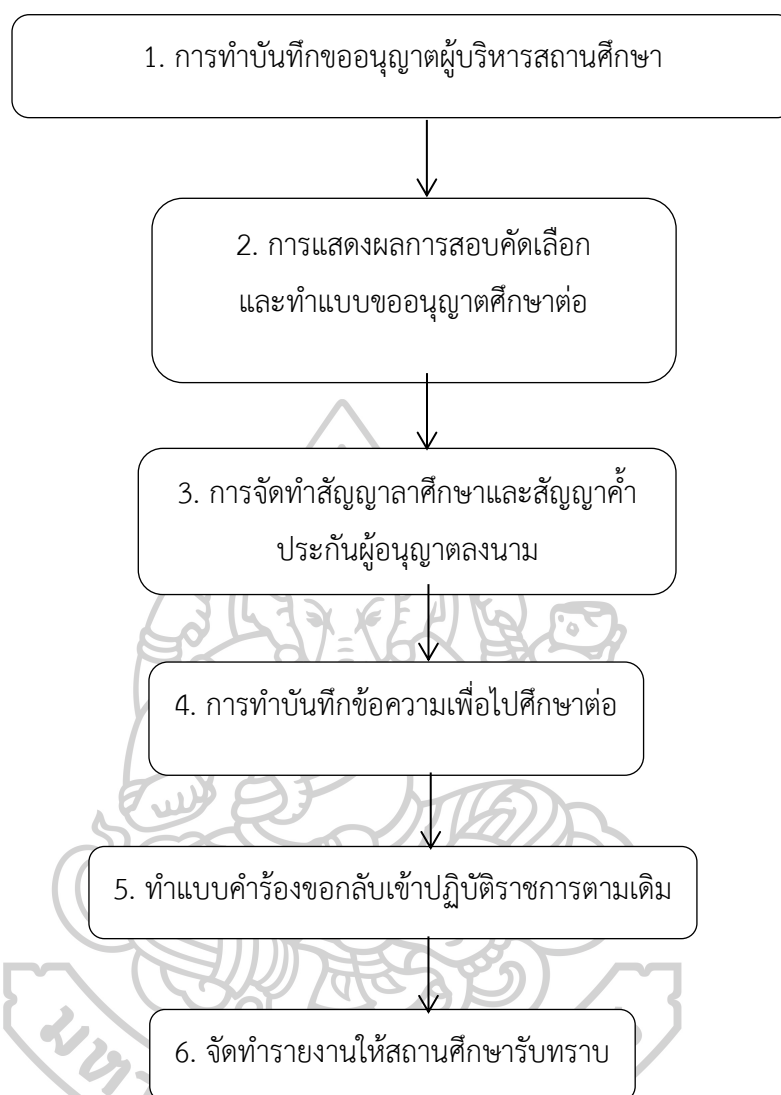 1. การทำบันทึกขออนุญาตผู้บริหารสถานศึกษา
2. การแสดงผลการสอบคัดเลือก
และทำแบบขออนุญาตศึกษาต่อ
3. การจัดทำสัญญาลาศึกษาและสัญญาค้ำ
ประกันผู้อนุญาตลงนาม
4. การทำบันทึกข้อความเพื่อไปศึกษาต่อ
5. ทำแบบคำร้องขอกลับเข้าปฏิบัติราชการตามเดิม
6. จัดทำรายงานให้สถานศึกษารับทราบ